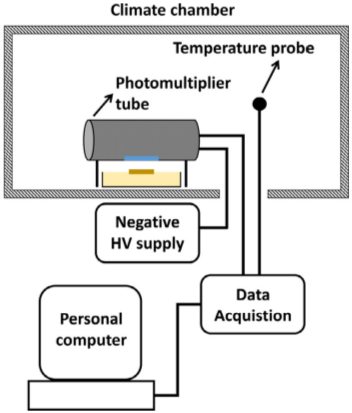 Climate chamber
Temperature probe
Photomultiplier
tube
Negative
HV supply
Data
Acquistion
Personal
computer